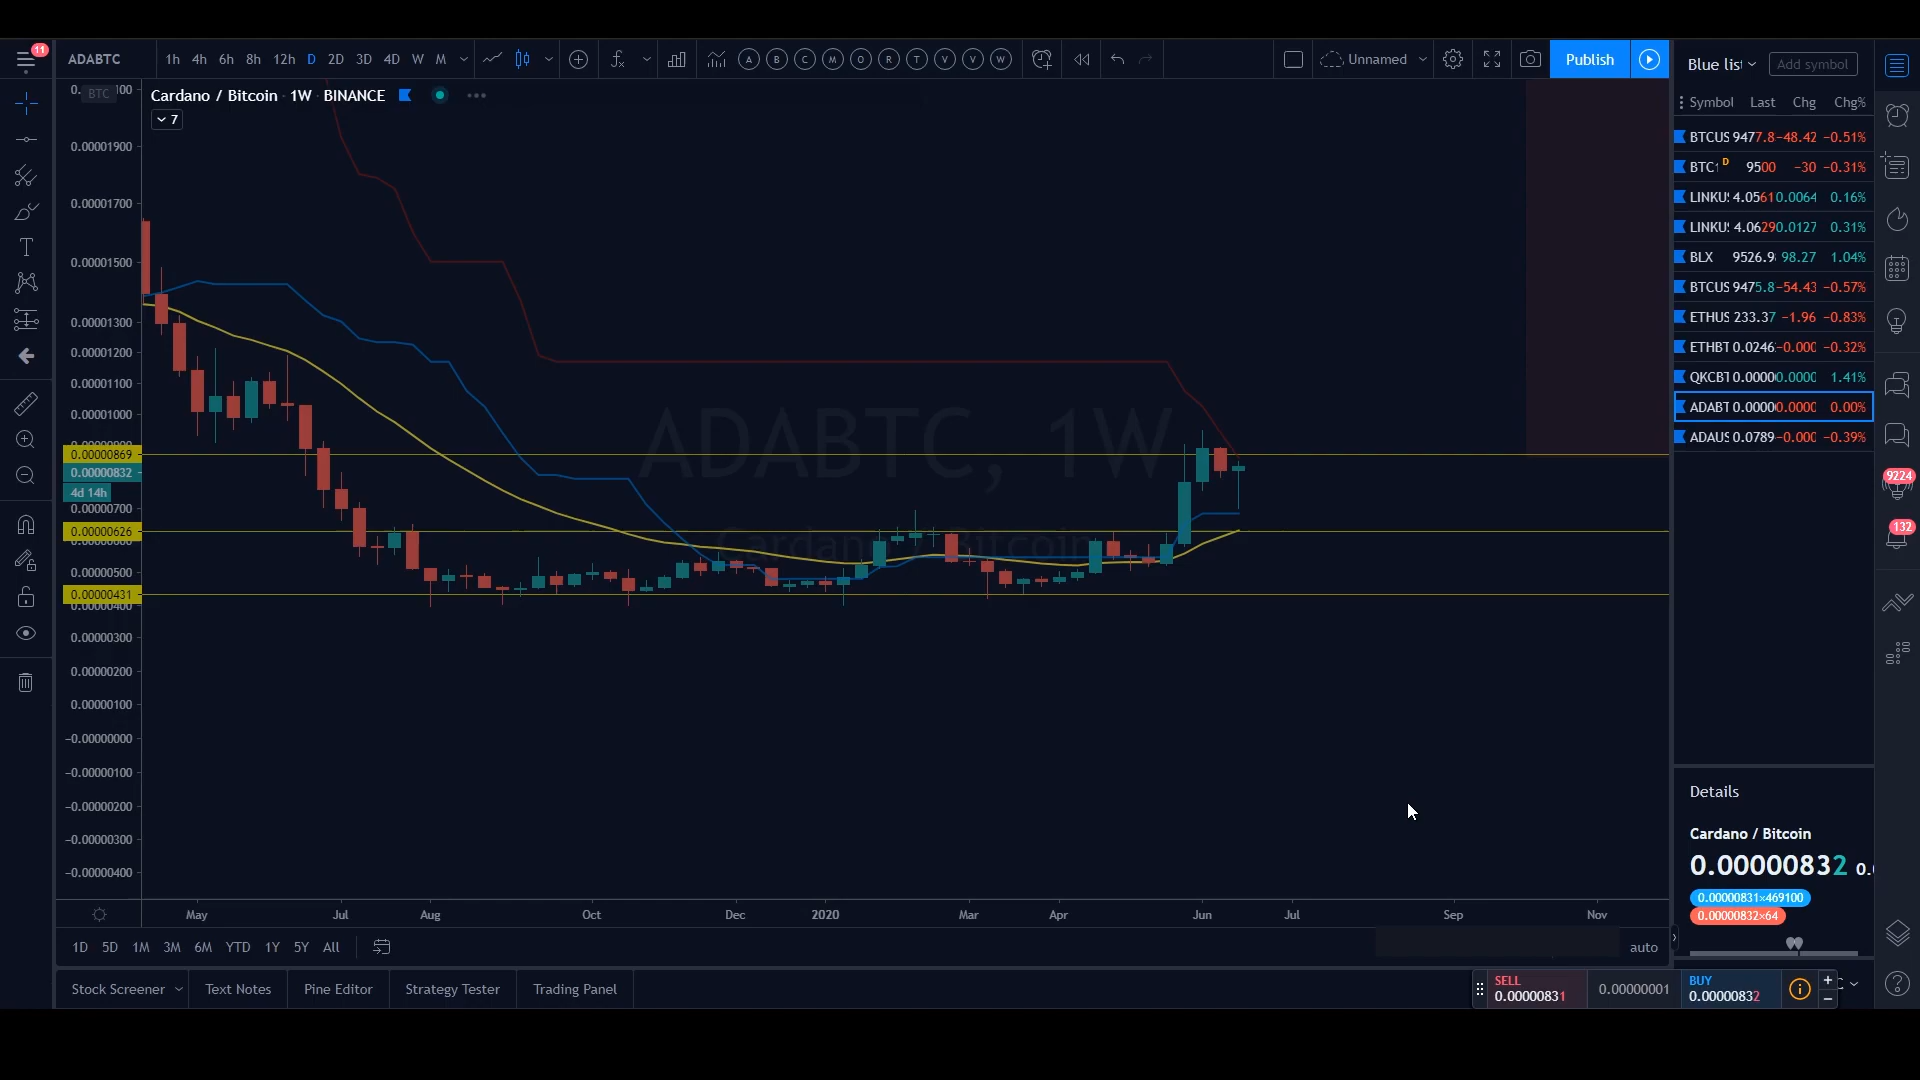 11
ADABTC 1h 4h 6h 8h 12h D 2D 3D 4D W M A B C M O R T V V W Unnamed Publish
Blue lis Add symbol
BTC
Cardano / Bitcoin · 1W · BINANCE
7
Symbol Last Chg Chg%
BTCUS 9477.8 −48.42 −0.51%
BTC1 D 9500 −30 −0.31%
LINKUS 4.05610 0.0064 0.16%
LINKUS 4.06290 0.0127 0.31%
BLX 9526.9 98.27 1.04%
BTCUS 9475.8 −54.43 −0.57%
ETHUS 233.37 −1.96 −0.83%
ETHBT 0.0246 −0.000 −0.32%
QKCBT 0.0000 0.0000 1.41%
ADABT 0.0000 0.0000 0.00%
ADAUS 0.0789 −0.000 −0.39%
0.00001900
0.00001700
0.00001500
0.00001300
0.00001200
0.00001100
0.00001000
0.00000869
0.00000832
4d 14h
0.00000700
0.00000626
0.00000500
0.00000431
0.00000400
0.00000300
0.00000200
0.00000100
−0.00000000
−0.00000100
−0.00000200
−0.00000300
−0.00000400
ADABTC, 1W
Cardano / Bitcoin
9224
132
Details
Cardano / Bitcoin
0.00000832 0.
0.00000831×469100
0.00000832×64
May Jul Aug Oct Dec 2020 Mar Apr Jun Jul Sep Nov
1D 5D 1M 3M 6M YTD 1Y 5Y All auto
Stock Screener Text Notes Pine Editor Strategy Tester Trading Panel
SELL
0.00000831
0.00000001
BUY
0.00000832